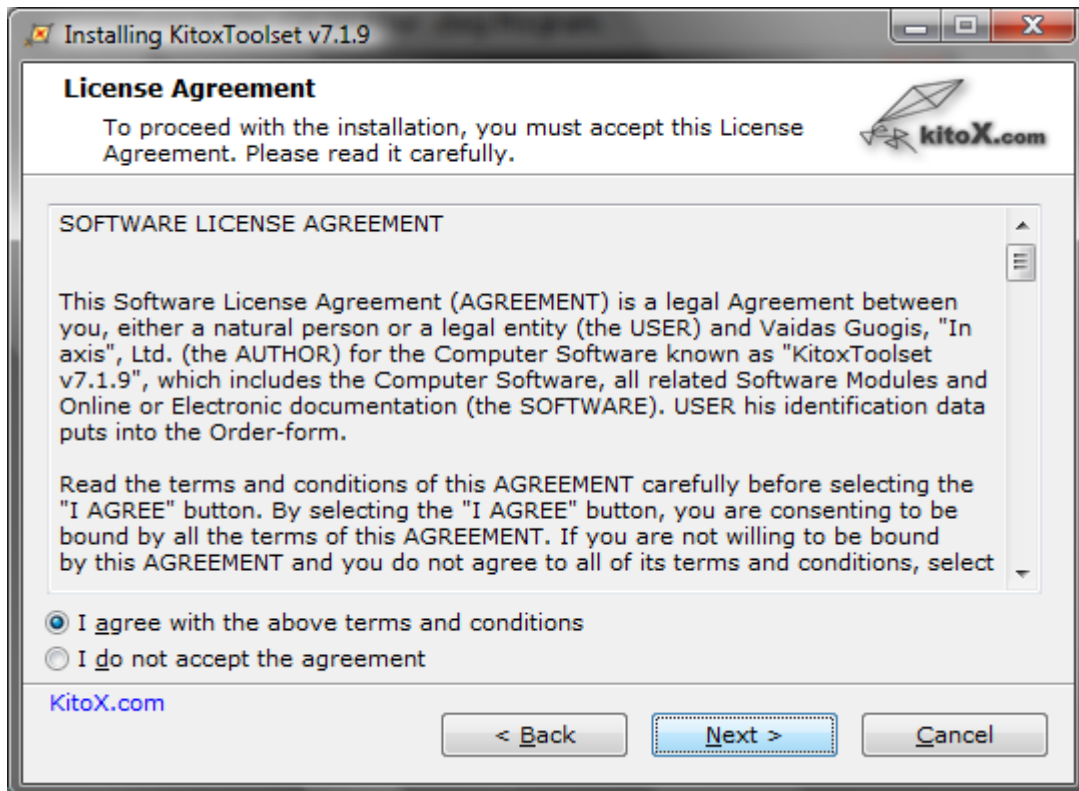 Installing KitoxToolset v7.1.9
License Agreement
To proceed with the installation, you must accept this License
Agreement. Please read it carefully.
kitoX.com
SOFTWARE LICENSE AGREEMENT
This Software License Agreement (AGREEMENT) is a legal Agreement between
you, either a natural person or a legal entity (the USER) and Vaidas Guogis, "In
axis", Ltd. (the AUTHOR) for the Computer Software known as "KitoxToolset
v7.1.9", which includes the Computer Software, all related Software Modules and
Online or Electronic documentation (the SOFTWARE). USER his identification data
puts into the Order-form.
Read the terms and conditions of this AGREEMENT carefully before selecting the
"I AGREE" button. By selecting the "I AGREE" button, you are consenting to be
bound by all the terms of this AGREEMENT. If you are not willing to be bound
by this AGREEMENT and you do not agree to all of its terms and conditions, select
I agree with the above terms and conditions
I do not accept the agreement
KitoX.com
< Back Next > Cancel